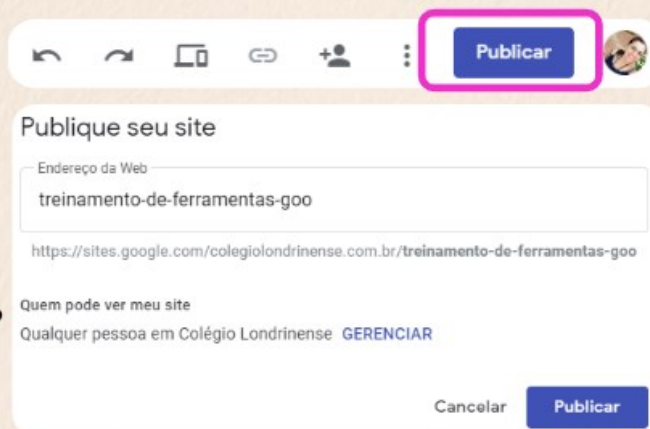 Publicar
Publique seu site
Endereço da Web
treinamento-de-ferramentas-goo
https://sites.google.com/colegiolondrinense.com.br/treinamento-de-ferramentas-goo
Quem pode ver meu site
Qualquer pessoa em Colégio Londrinense GERENCIAR
Cancelar Publicar